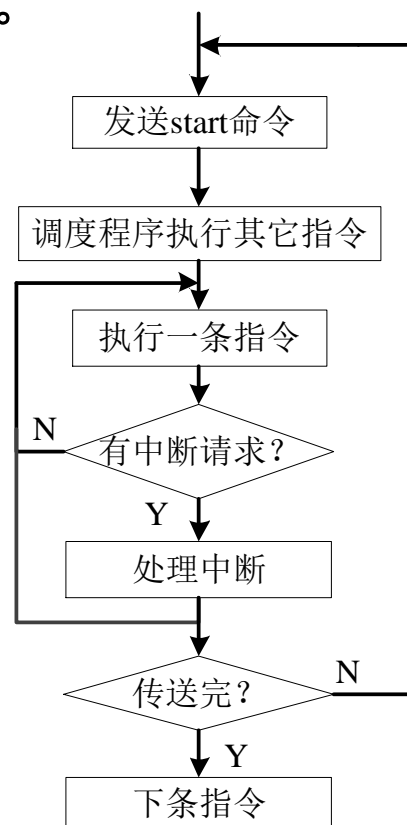 。
发送start命令
调度程序执行其它指令
执行一条指令
N
有中断请求？
Y
处理中断
传送完？
N
Y
下条指令